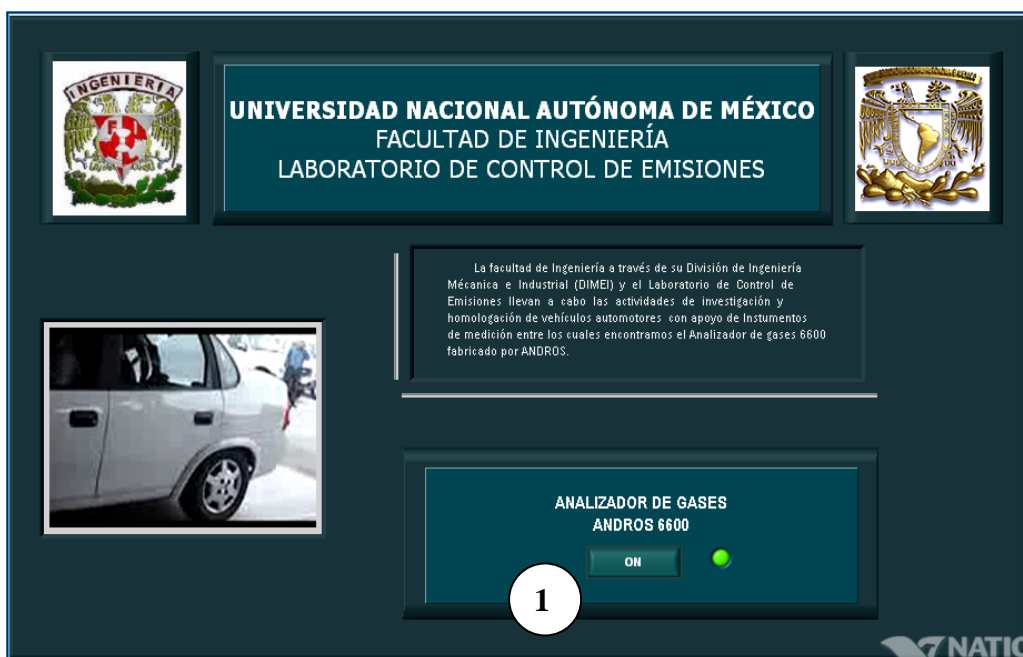 INGENIERIA
UNIVERSIDAD NACIONAL AUTÓNOMA DE MÉXICO
FACULTAD DE INGENIERÍA
LABORATORIO DE CONTROL DE EMISIONES
La facultad de Ingeniería a través de su División de Ingeniería
Mécanica e Industrial (DIMEI) y el Laboratorio de Control de
Emisiones llevan a cabo las actividades de investigación y
homologación de vehículos automotores con apoyo de Instumentos
de medición entre los cuales encontramos el Analizador de gases 6600
fabricado por ANDROS.
ANALIZADOR DE GASES
ANDROS 6600
ON
1
NATIO